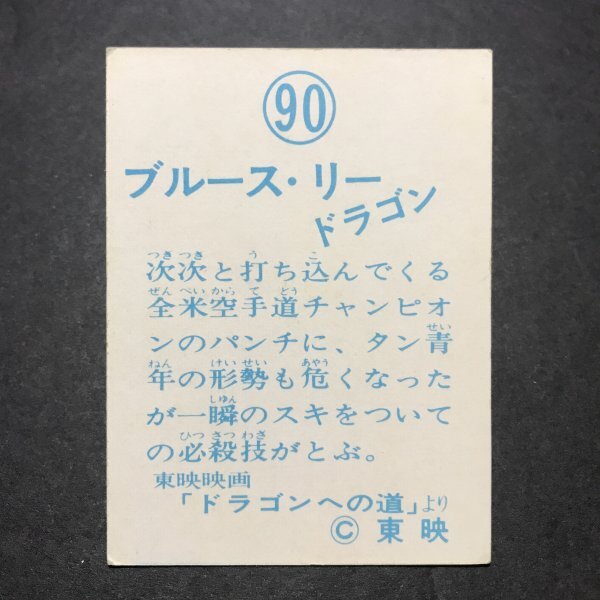 90
ブルース・リー
ドラゴン
次次と打ち込んでくる
全米空手道チャンピオ
ンのパンチに、タン青
年の形勢も危くなった
が一瞬のスキをついて
の必殺技がとぶ。
東映映画
「ドラゴンへの道」より
© 東映